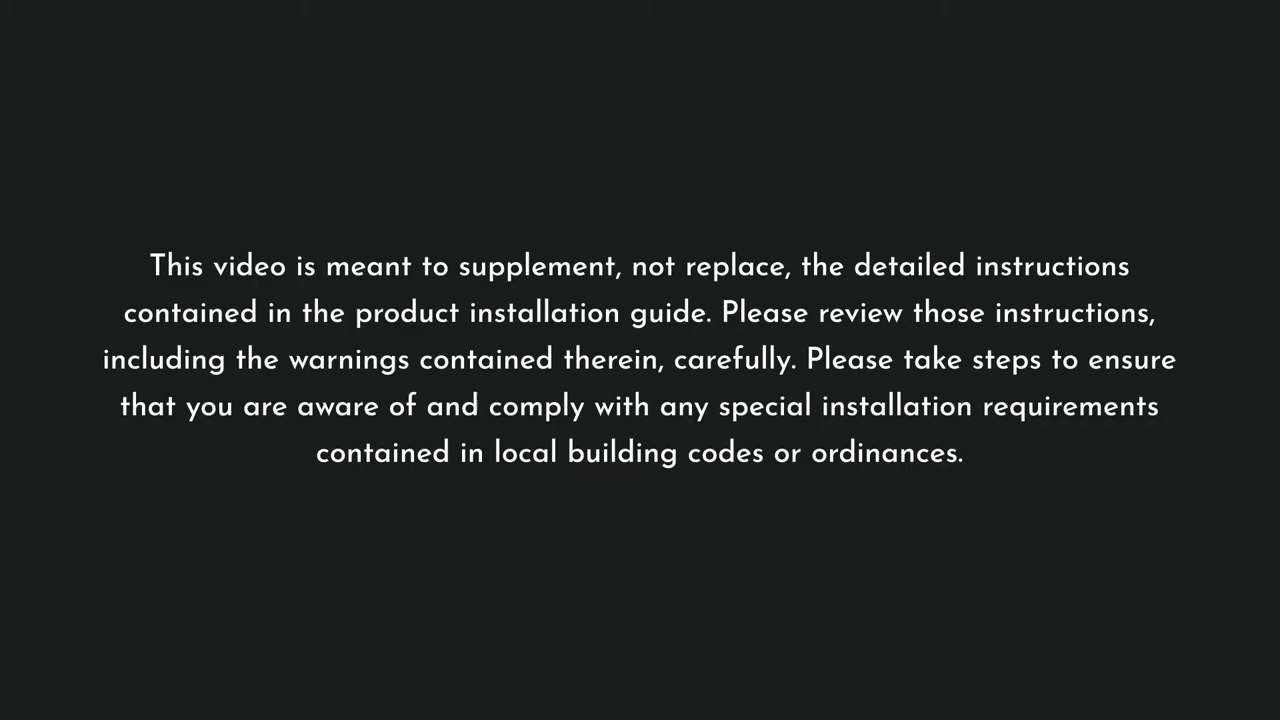 This video is meant to supplement, not replace, the detailed instructions
contained in the product installation guide. Please review those instructions,
including the warnings contained therein, carefully. Please take steps to ensure
that you are aware of and comply with any special installation requirements
contained in local building codes or ordinances.